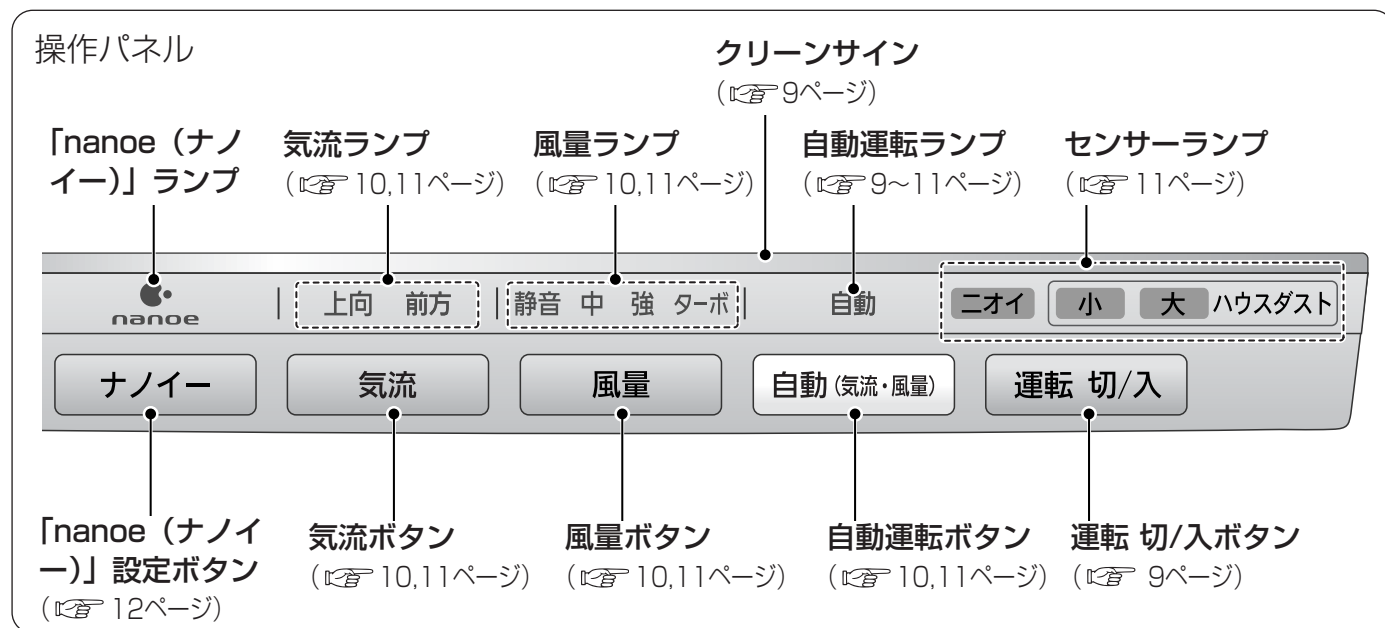 操作パネル
クリーンサイン
（☞9ページ）
「nanoe（ナノ
イー）」ランプ
気流ランプ
（☞10,11ページ）
風量ランプ
（☞10,11ページ）
自動運転ランプ
（☞9～11ページ）
センサーランプ
（☞11ページ）
nanoe
上向 前方
静音 中 強 ターボ
自動
ニオイ 小 大 ハウスダスト
ナノイー
気流
風量
自動（気流・風量）
運転 切/入
「nanoe（ナノイ
ー）」設定ボタン
（☞12ページ）
気流ボタン
（☞10,11ページ）
風量ボタン
（☞10,11ページ）
自動運転ボタン
（☞10,11ページ）
運転 切/入ボタン
（☞ 9ページ）